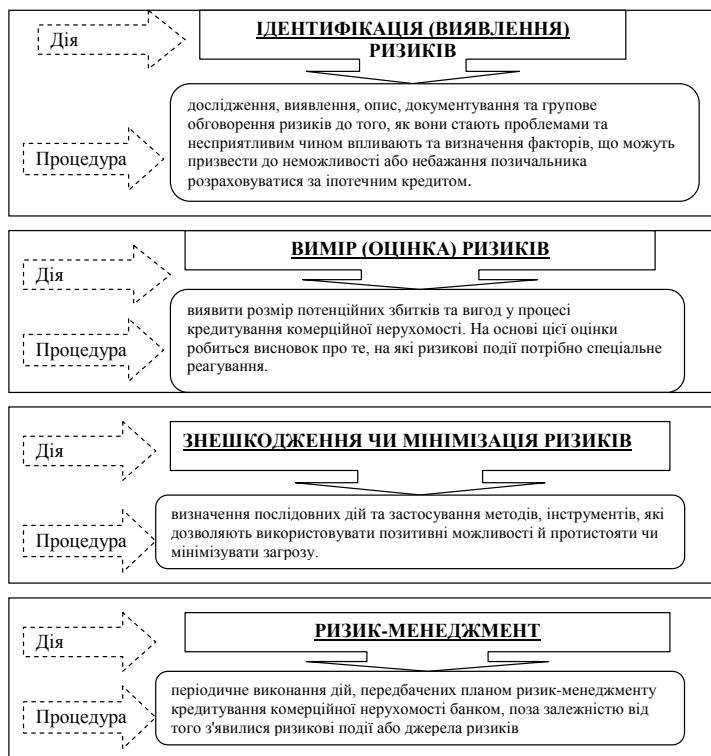 Дія
ІДЕНТИФІКАЦІЯ (ВИЯВЛЕННЯ)
РИЗИКІВ
Процедура
дослідження, виявлення, опис, документування та групове
обговорення ризиків до того, як вони стають проблемами та
несприятливим чином впливають та визначення факторів, що можуть
призвести до неможливості або небажання позичальника
розраховуватися за іпотечним кредитом.
Дія
ВИМІР (ОЦІНКА) РИЗИКІВ
Процедура
виявити розмір потенційних збитків та вигод у процесі
кредитування комерційної нерухомості. На основі цієї оцінки
робиться висновок про те, на які ризикові події потрібно спеціальне
реагування.
Дія
ЗНЕШКОДЖЕННЯ ЧИ МІНІМІЗАЦІЯ РИЗИКІВ
Процедура
визначення послідовних дій та застосування методів, інструментів, які
дозволяють використовувати позитивні можливості й протистояти чи
мінімізувати загрозу.
Дія
РИЗИК-МЕНЕДЖМЕНТ
Процедура
періодичне виконання дій, передбачених планом ризик-менеджменту
кредитування комерційної нерухомості банком, поза залежністю від
того з'явилися ризикові події або джерела ризиків